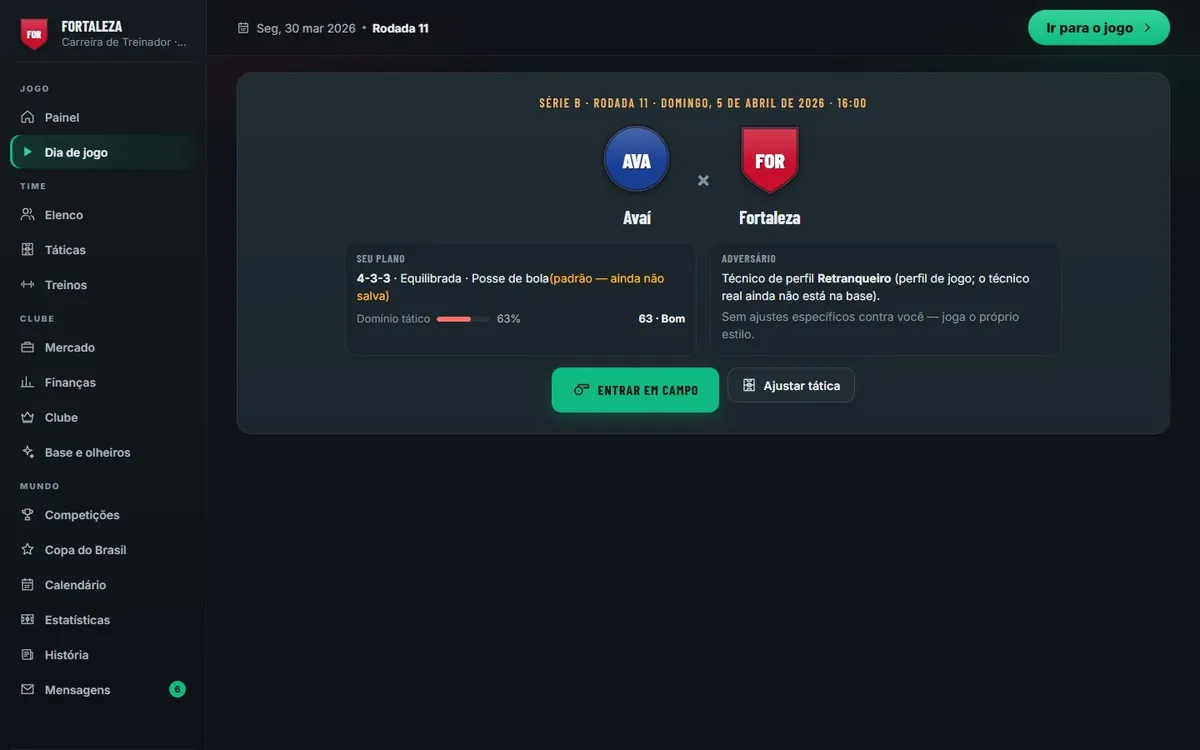 FOR
FORTALEZA
Carreira de Treinador ·...
Seg, 30 mar 2026 • Rodada 11
Ir para o jogo
JOGO
Painel
Dia de jogo
TIME
Elenco
Táticas
Treinos
CLUBE
Mercado
Finanças
Clube
Base e olheiros
MUNDO
Competições
Copa do Brasil
Calendário
Estatísticas
História
Mensagens 6
SÉRIE B · RODADA 11 · DOMINGO, 5 DE ABRIL DE 2026 · 16:00
AVA
×
FOR
Avaí
Fortaleza
SEU PLANO
4-3-3 · Equilibrada · Posse de bola(padrão — ainda não
salva)
Domínio tático 63% 63 · Bom
ADVERSÁRIO
Técnico de perfil Retranqueiro (perfil de jogo; o técnico
real ainda não está na base).
Sem ajustes específicos contra você — joga o próprio
estilo.
ENTRAR EM CAMPO
Ajustar tática